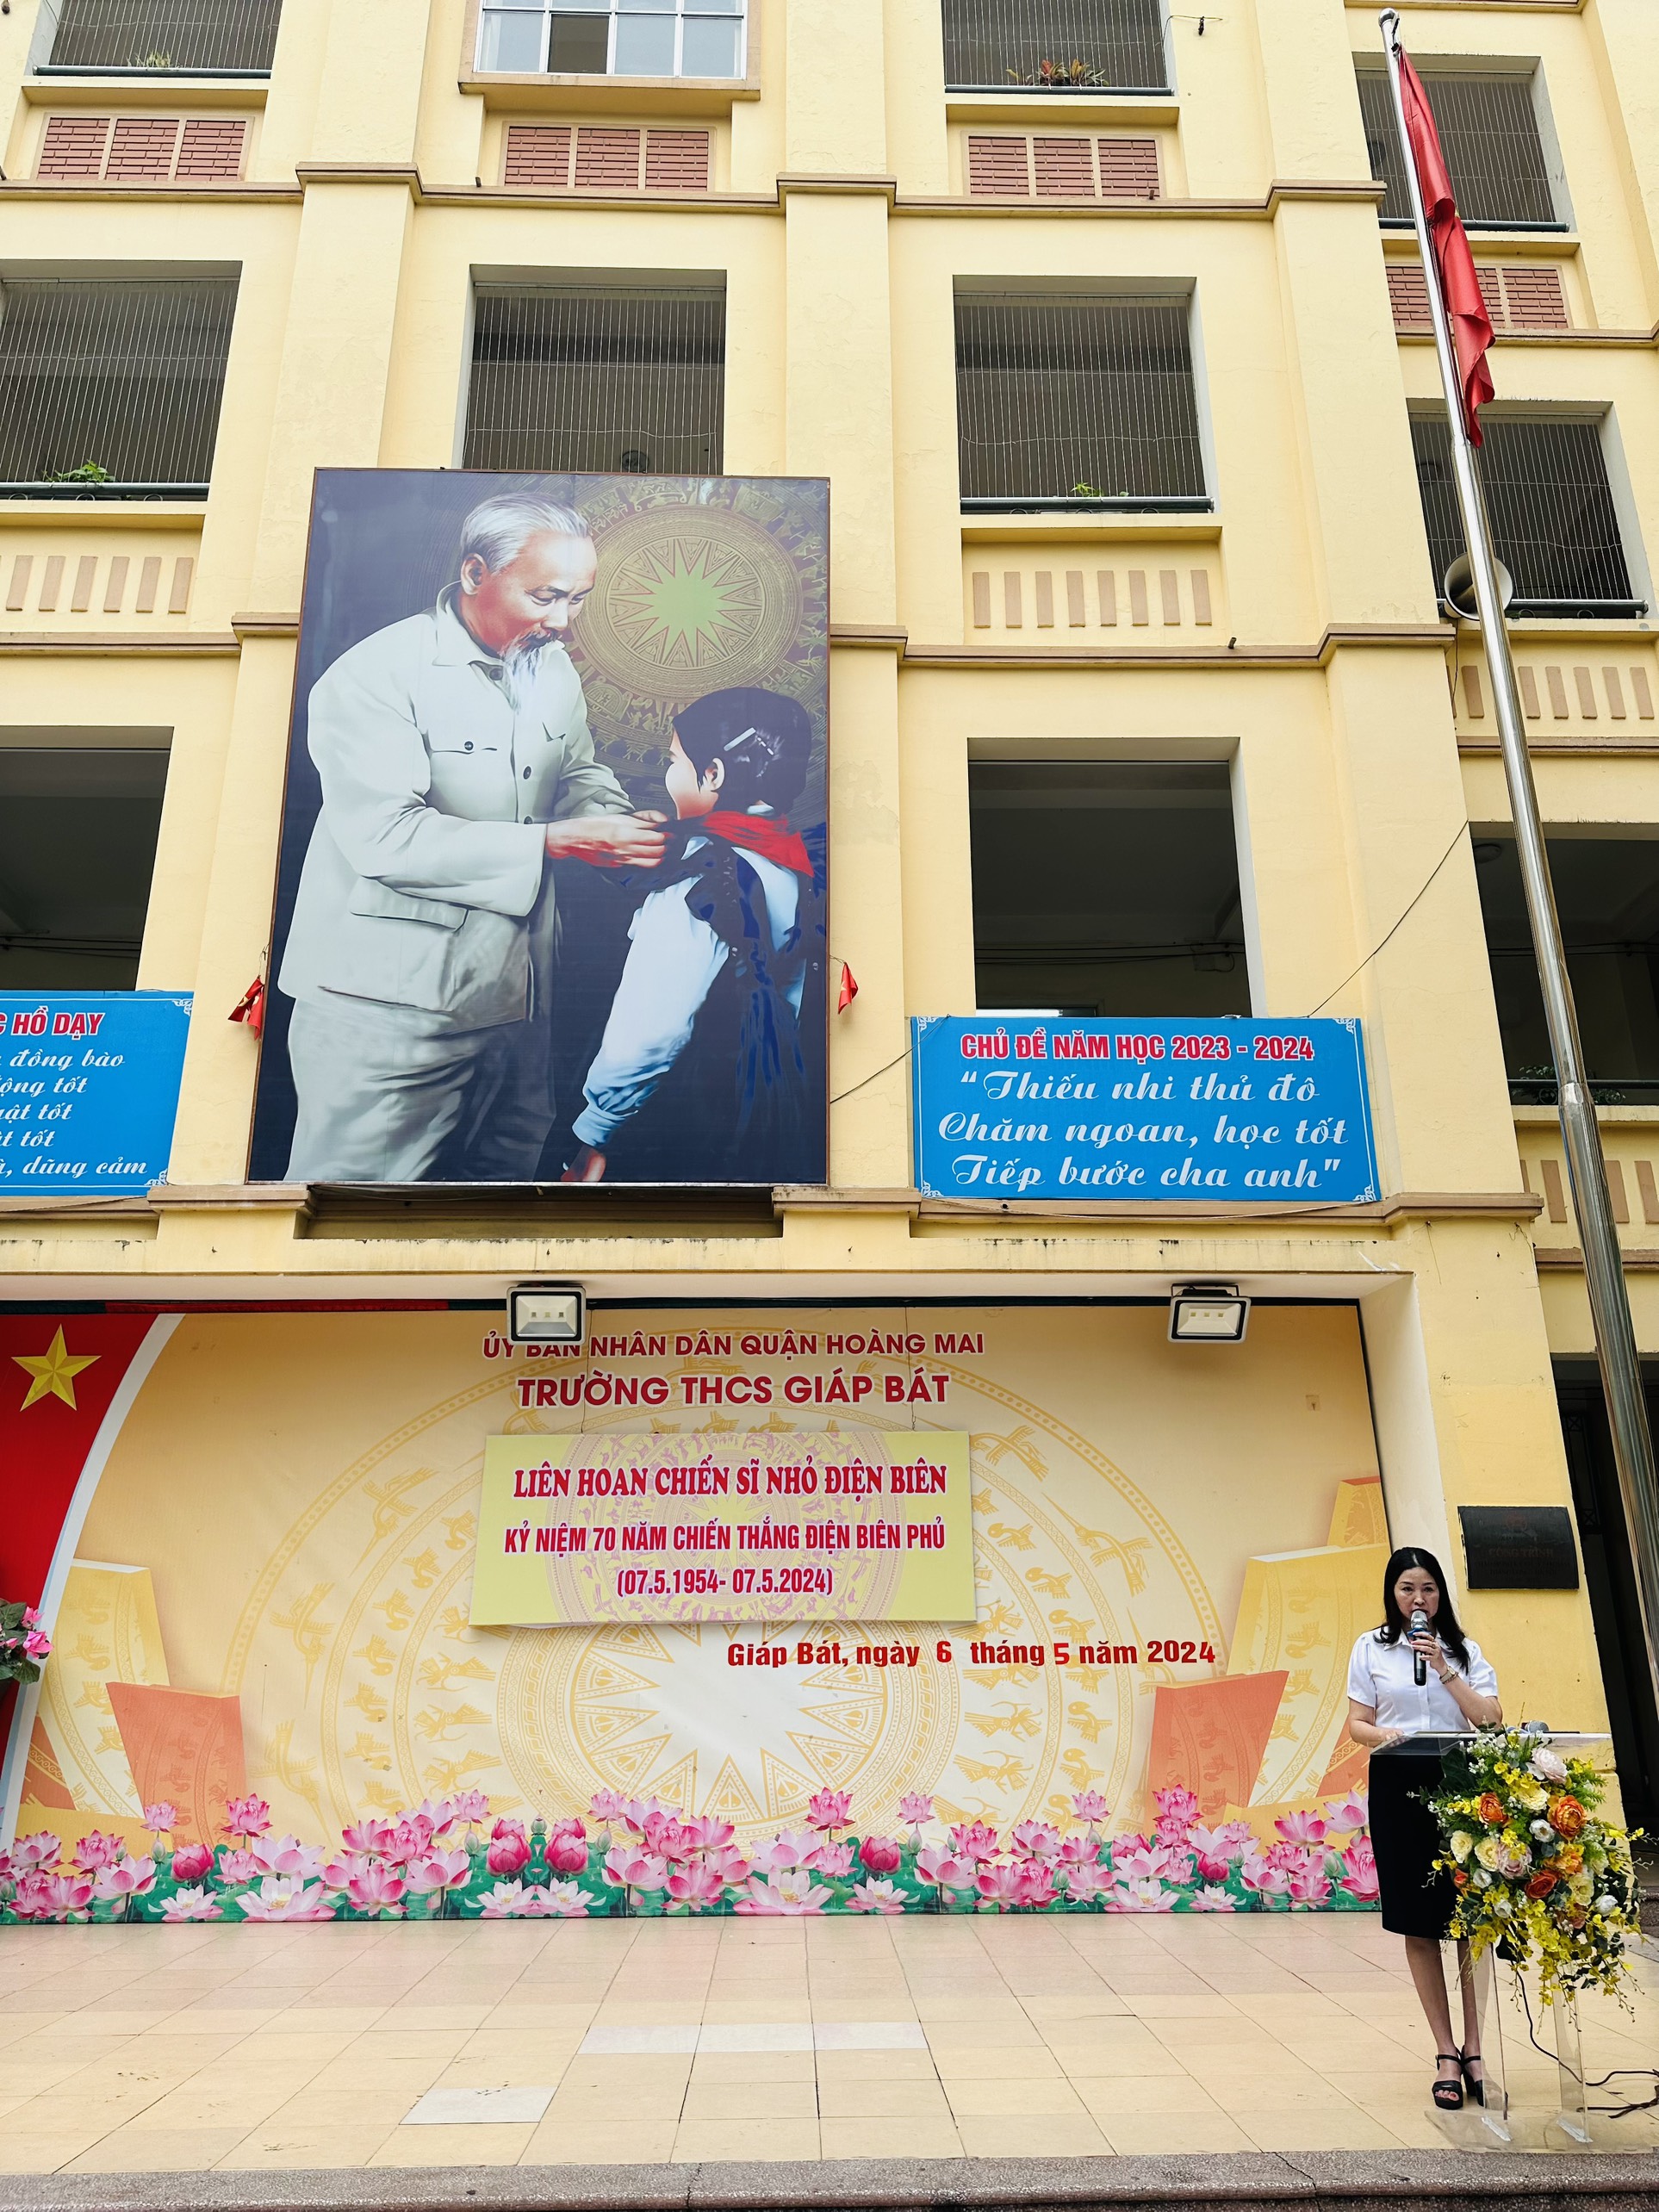 HỒ DẠY
đồng bào
tốt
tốt
tốt
dũng cảm
CHỦ ĐỀ NĂM HỌC 2023 - 2024
“Thiếu nhi thủ đô
Chăm ngoan, học tốt
Tiếp bước cha anh”
ỦY BAN NHÂN DÂN QUẬN HOÀNG MAI
TRƯỜNG THCS GIÁP BÁT
LIÊN HOAN CHIẾN SĨ NHỎ ĐIỆN BIÊN
KỶ NIỆM 70 NĂM CHIẾN THẮNG ĐIỆN BIÊN PHỦ
(07.5.1954- 07.5.2024)
Giáp Bát, ngày 6 tháng 5 năm 2024
CÔNG TRÌNH